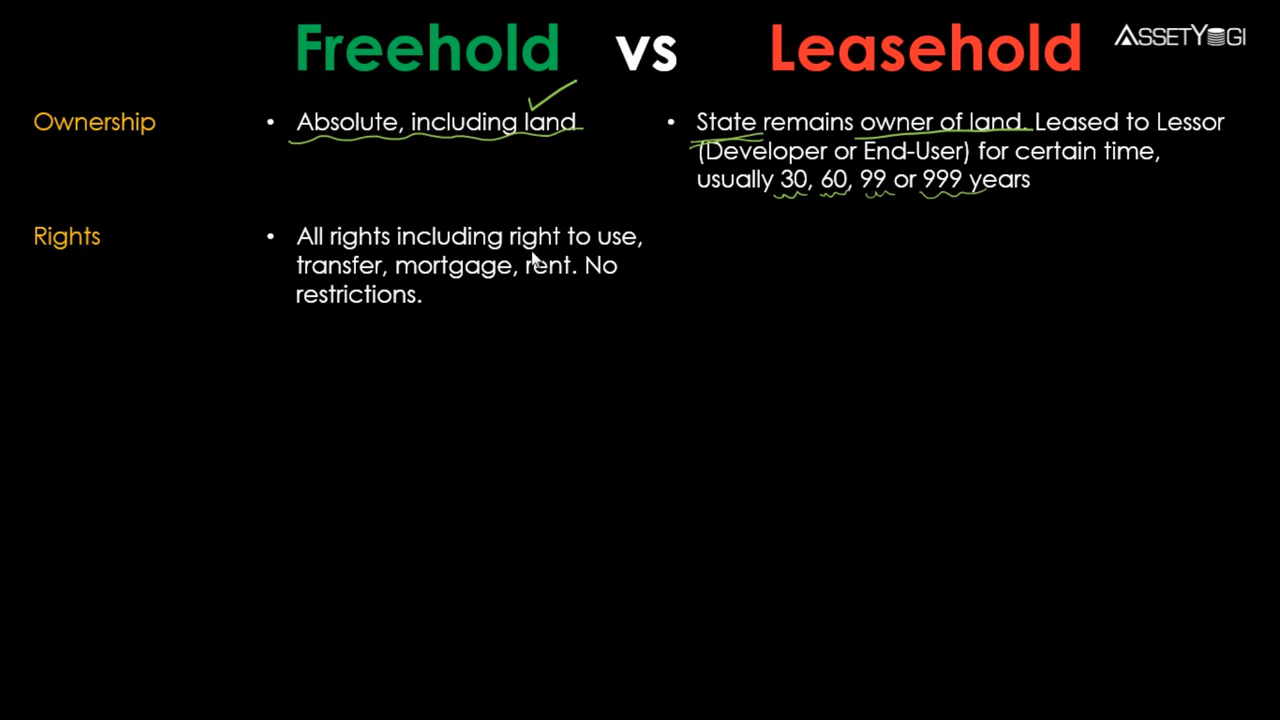 Freehold vs Leasehold
ASSETYOGI
Ownership
• Absolute, including land
• State remains owner of land. Leased to Lessor
(Developer or End-User) for certain time,
usually 30, 60, 99 or 999 years
Rights
• All rights including right to use,
transfer, mortgage, rent. No
restrictions.